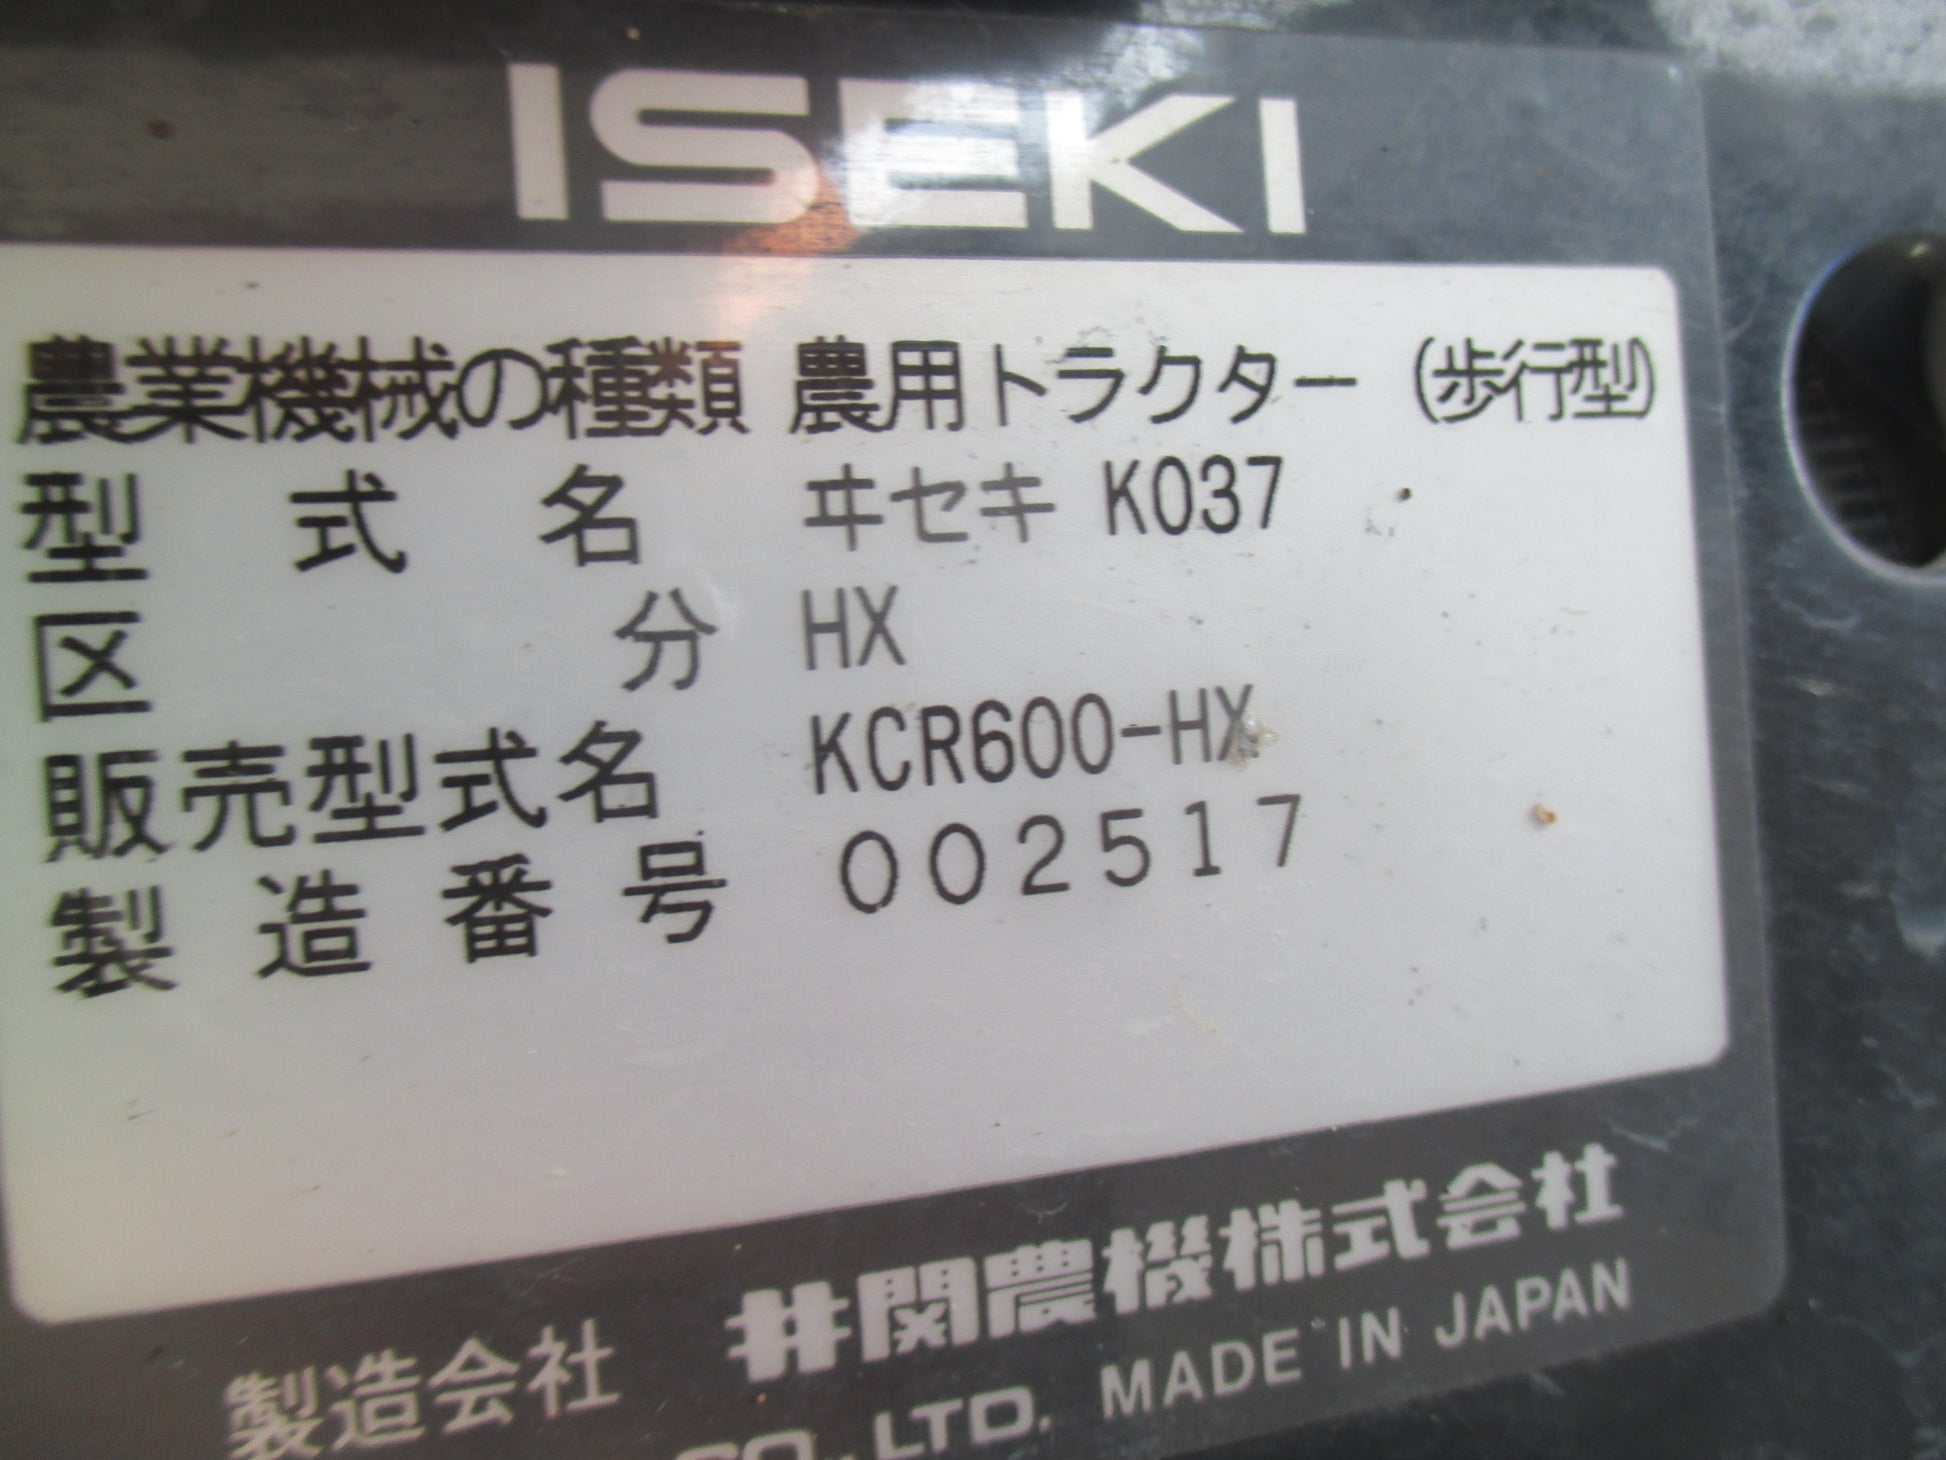 ISEKI
農業機械の種類 農用トラクター (歩行型)
型式名 ヰセキ K037
区分 HX
販売型式名 KCR600-HX
製造番号 002517
製造会社 井関農機株式会社
CO., LTD. MADE IN JAPAN